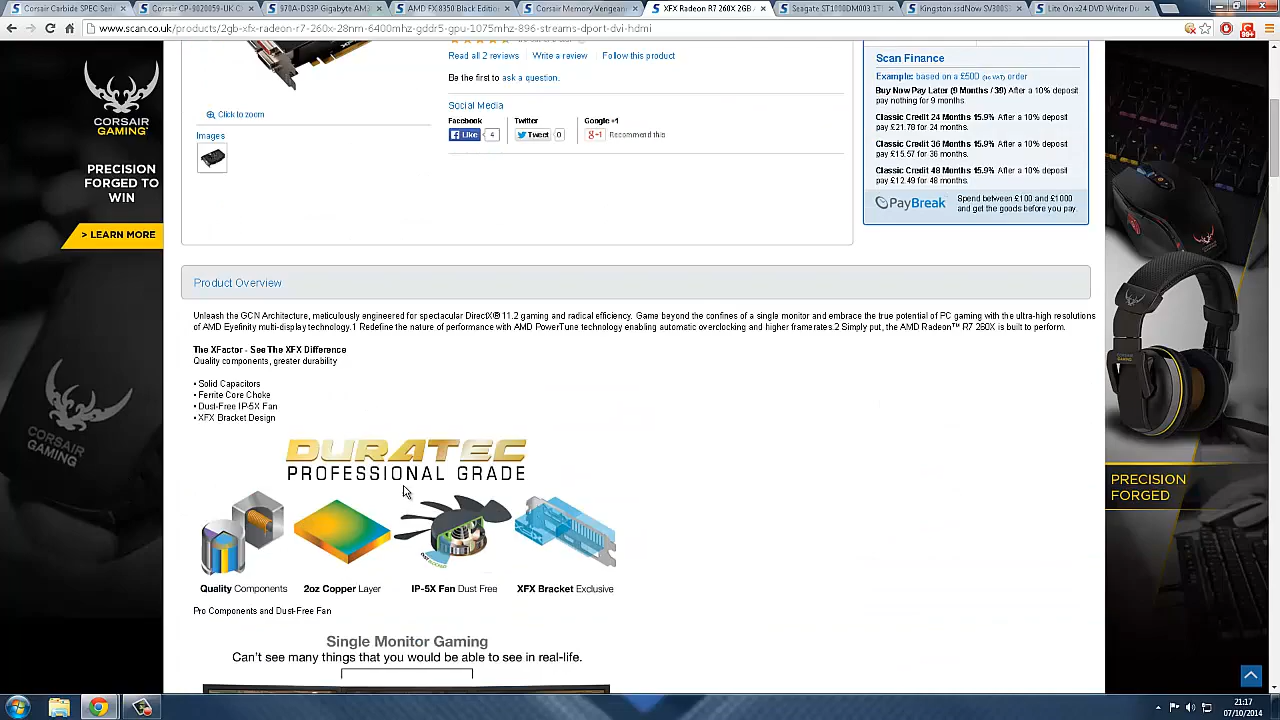 Corsair Carbide SPEC Serie
Corsair CP-9020059-UK C
970A-DS3P Gigabyte AM
AMD FX 8350 Black Edition
Corsair Memory Vengean
XFX Radeon R7 260X 2GB
Seagate ST1000DM003 1T
Kingston ssdNow SV300S
Lite On x24 DVD Writer D
www.scan.co.uk/products/2gb-xfx-radeon-r7-260x-28nm-6400mhz-gddr5-gpu-1075mhz-896-streams-dport-dvi-hdmi
CORSAIR
GAMING
PRECISION
FORGED TO
WIN
> LEARN MORE
Click to zoom
Images
Read all 2 reviews
Write a review
Follow this product
Be the first to ask a question.
Social Media
Facebook
Twitter
Google +1
Like
4
Tweet
0
g+1
Recommend this
Scan Finance
Example: based on a £500 (inc VAT) order
Buy Now Pay Later (9 Months / 39) After a 10% deposit
pay nothing for 9 months.
Classic Credit 24 Months 15.9% After a 10% deposit
pay £21.78 for 24 months.
Classic Credit 36 Months 15.9% After a 10% deposit
pay £15.57 for 36 months.
Classic Credit 48 Months 15.9% After a 10% deposit
pay £12.49 for 48 months.
PayBreak
Spend between £100 and £1000
and get the goods before you pay
Product Overview
Unleash the GCN Architecture, meticulously engineered for spectacular DirectX® 11.2 gaming and radical efficiency. Game beyond the confines of a single monitor and embrace the true potential of PC gaming with the ultra-high resolutions
of AMD Eyefinity multi-display technology.1 Redefine the nature of performance with AMD PowerTune technology enabling automatic overclocking and higher framerates.2 Simply put, the AMD Radeon™ R7 260X is built to perform.
The XFactor - See The XFX Difference
Quality components, greater durability
• Solid Capacitors
• Ferrite Core Choke
• Dust-Free IP-5X Fan
• XFX Bracket Design
DURATEC
PROFESSIONAL GRADE
Quality Components
2oz Copper Layer
IP-5X Fan Dust Free
XFX Bracket Exclusive
Pro Components and Dust-Free Fan
Single Monitor Gaming
Can't see many things that you would be able to see in real-life.
CORSAIR
GAMING
PRECISION
FORGED
21:17
07/10/2014